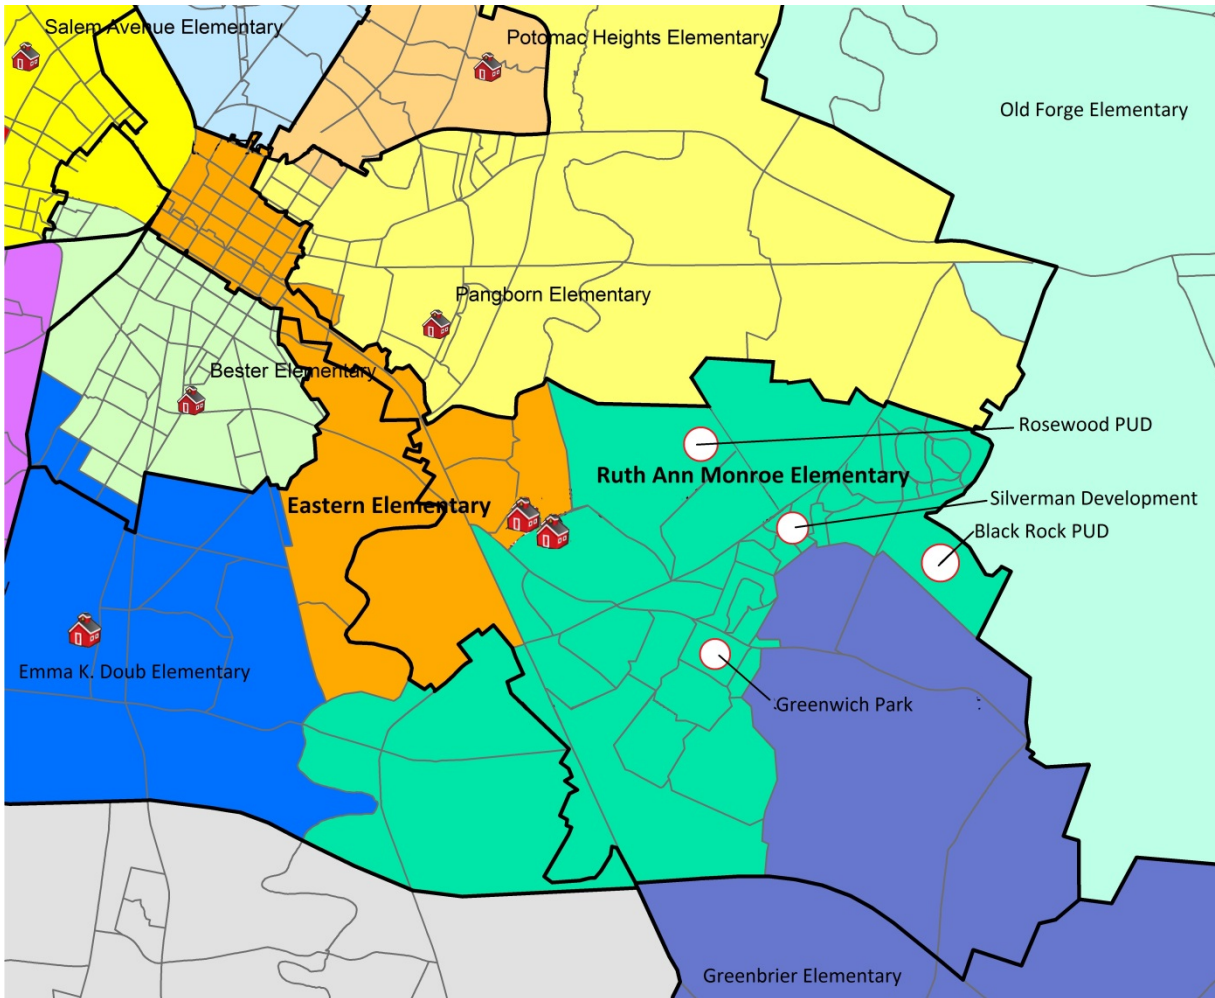 Salem Avenue Elementary
Potomac Heights Elementary
Old Forge Elementary
Pangborn Elementary
Bester Elementary
Rosewood PUD
Ruth Ann Monroe Elementary
Eastern Elementary
Silverman Development
Black Rock PUD
Emma K. Doub Elementary
Greenwich Park
Greenbrier Elementary